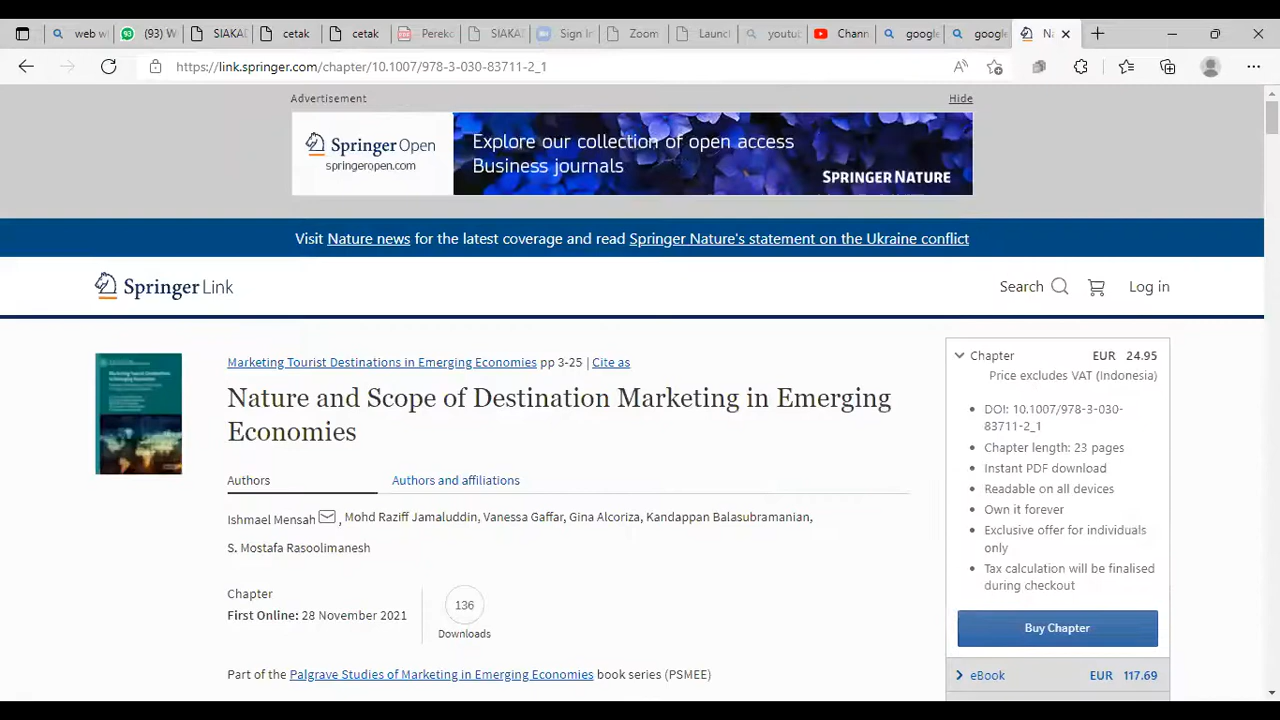 web w
(93) W
SIAKAD
cetak
cetak
Pereko
SIAKA
Sign In
Zoom
Launc
youtu
Chann
google
google
Na
https://link.springer.com/chapter/10.1007/978-3-030-83711-2_1
Advertisement
Hide
Springer Open
springeropen.com
Explore our collection of open access
Business journals
SPRINGER NATURE
Visit Nature news for the latest coverage and read Springer Nature's statement on the Ukraine conflict
Springer Link
Search
Log in
Marketing Tourist Destinations in Emerging Economies pp 3-25 | Cite as
Nature and Scope of Destination Marketing in Emerging
Economies
Authors
Authors and affiliations
Ishmael Mensah , Mohd Raziff Jamaluddin, Vanessa Gaffar, Gina Alcoriza, Kandappan Balasubramanian,
S. Mostafa Rasoolimanesh
Chapter
First Online: 28 November 2021
136
Downloads
Part of the Palgrave Studies of Marketing in Emerging Economies book series (PSMEE)
Chapter EUR 24.95
Price excludes VAT (Indonesia)
• DOI: 10.1007/978-3-030-
83711-2_1
• Chapter length: 23 pages
• Instant PDF download
• Readable on all devices
• Own it forever
• Exclusive offer for individuals
only
• Tax calculation will be finalised
during checkout
Buy Chapter
eBook EUR 117.69